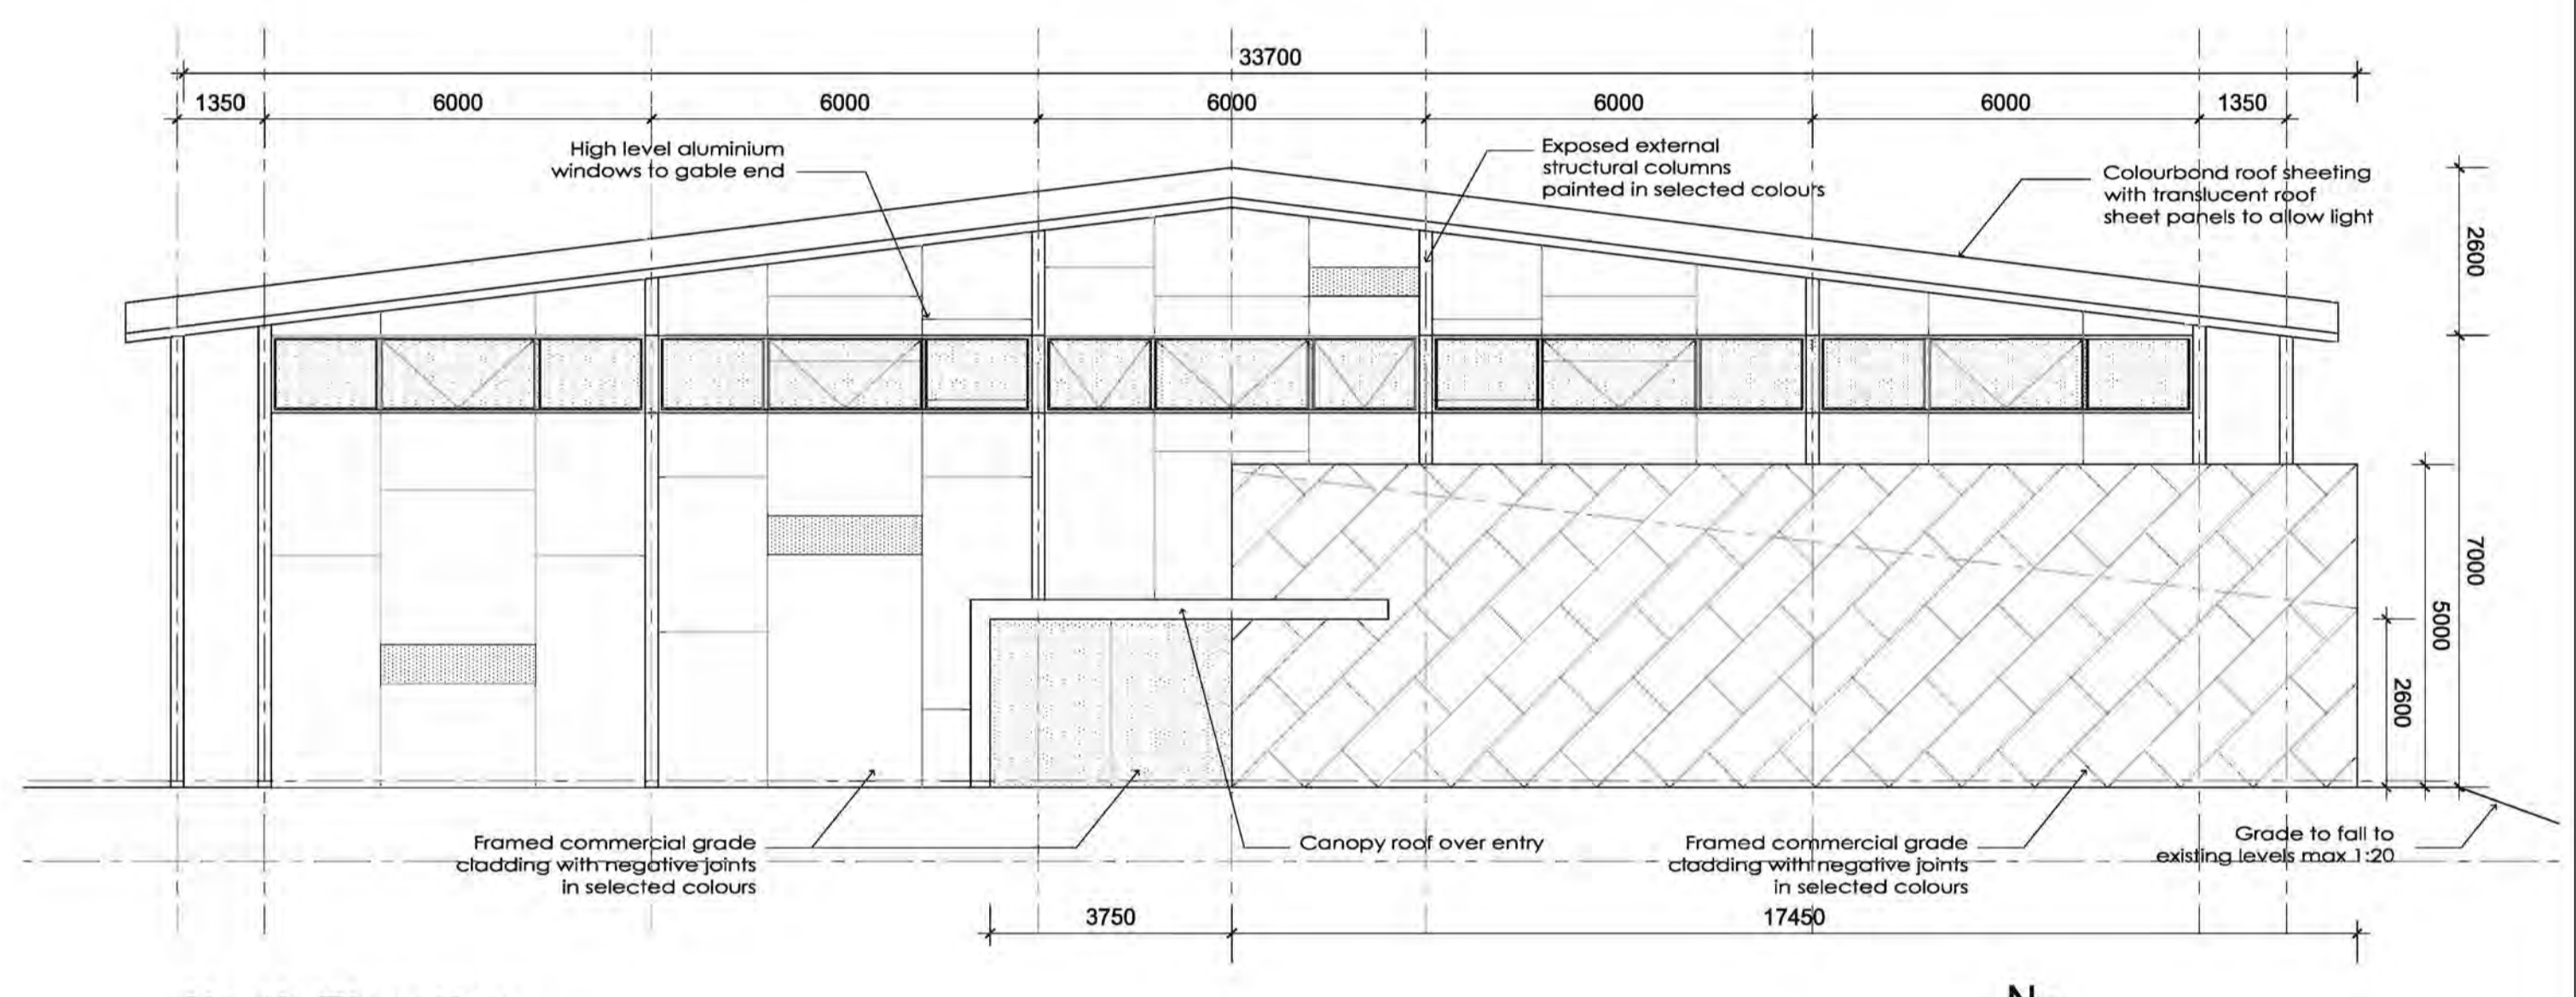 33700
1350
6000
6000
6000
6000
6000
1350
High level aluminium
windows to gable end
Exposed external
structural columns
painted in selected colours
Colourbond roof sheeting
with translucent roof
sheet panels to allow light
2600
7000
5000
2600
Framed commercial grade
cladding with negative joints
in selected colours
Canopy roof over entry
Framed commercial grade
cladding with negative joints
in selected colours
Grade to fall to
existing levels max 1:20
3750
17450